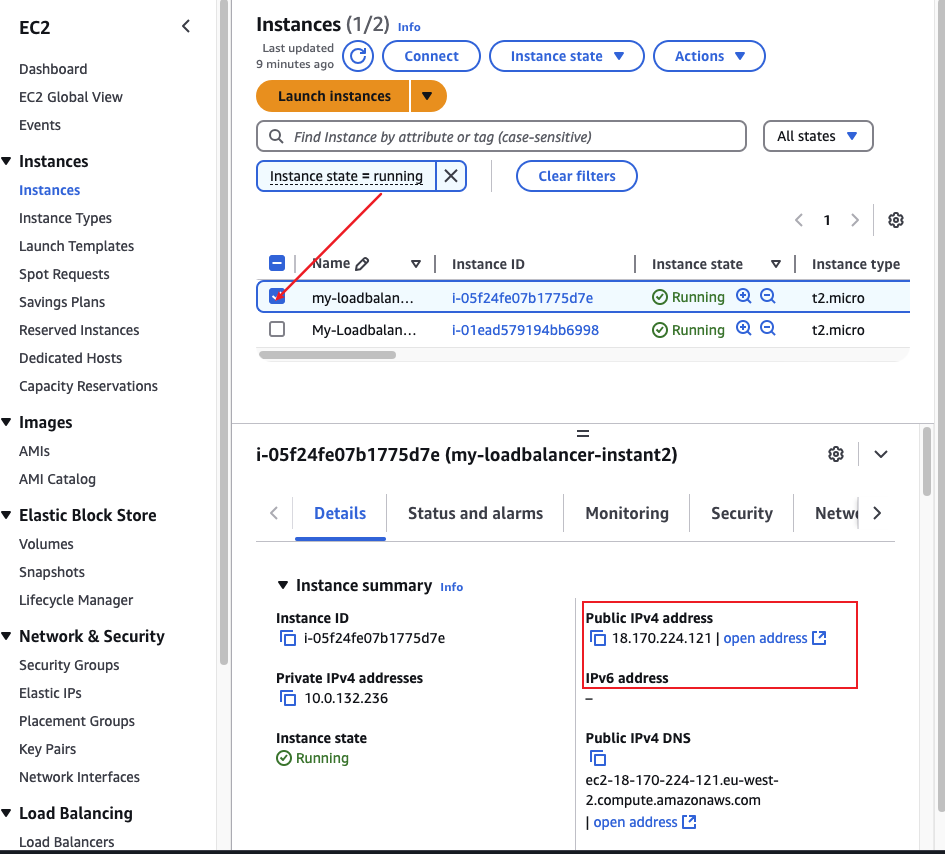 EC2
Dashboard
EC2 Global View
Events
Instances
Instances
Instance Types
Launch Templates
Spot Requests
Savings Plans
Reserved Instances
Dedicated Hosts
Capacity Reservations
Images
AMIs
AMI Catalog
Elastic Block Store
Volumes
Snapshots
Lifecycle Manager
Network & Security
Security Groups
Elastic IPs
Placement Groups
Key Pairs
Network Interfaces
Load Balancing
Load Balancers
Instances (1/2) Info
Last updated
9 minutes ago
Connect
Instance state
Actions
Launch instances
Find Instance by attribute or tag (case-sensitive)
All states
Instance state = running
Clear filters
1
Name Instance ID Instance state Instance type
my-loadbalan... i-05f24fe07b1775d7e Running t2.micro
My-Loadbalan... i-01ead579194bb6998 Running t2.micro
i-05f24fe07b1775d7e (my-loadbalancer-instant2)
Details Status and alarms Monitoring Security Netw
Instance summary Info
Instance ID
i-05f24fe07b1775d7e
Private IPv4 addresses
10.0.132.236
Instance state
Running
Public IPv4 address
18.170.224.121 | open address
IPv6 address
–
Public IPv4 DNS
ec2-18-170-224-121.eu-west-
2.compute.amazonaws.com
| open address